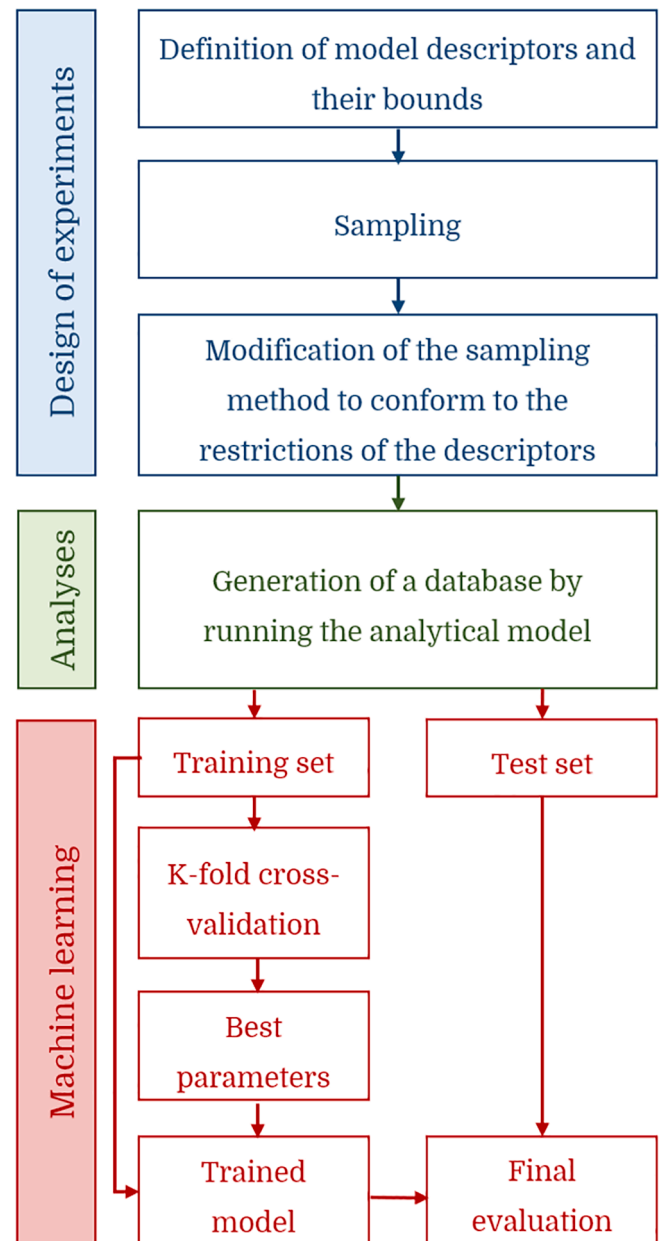 Design of experiments
Definition of model descriptors and
their bounds
Sampling
Modification of the sampling
method to conform to the
restrictions of the descriptors
Analyses
Generation of a database by
running the analytical model
Machine learning
Training set
Test set
K-fold cross-
validation
Best
parameters
Trained
model
Final
evaluation